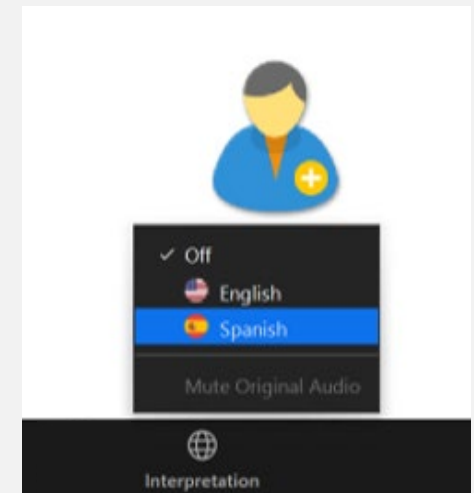 Off
English
Spanish
Mute Original Audio
Interpretation